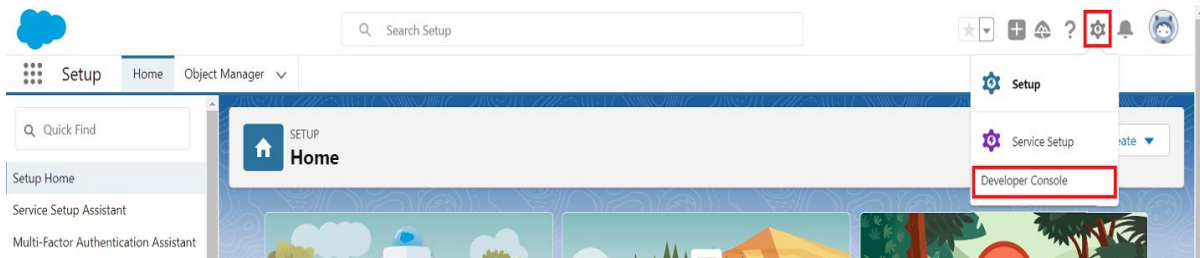 Search Setup
Setup Home Object Manager
Setup
Quick Find
SETUP
Home
Service Setup
eate
Setup Home
Developer Console
Service Setup Assistant
Multi-Factor Authentication Assistant